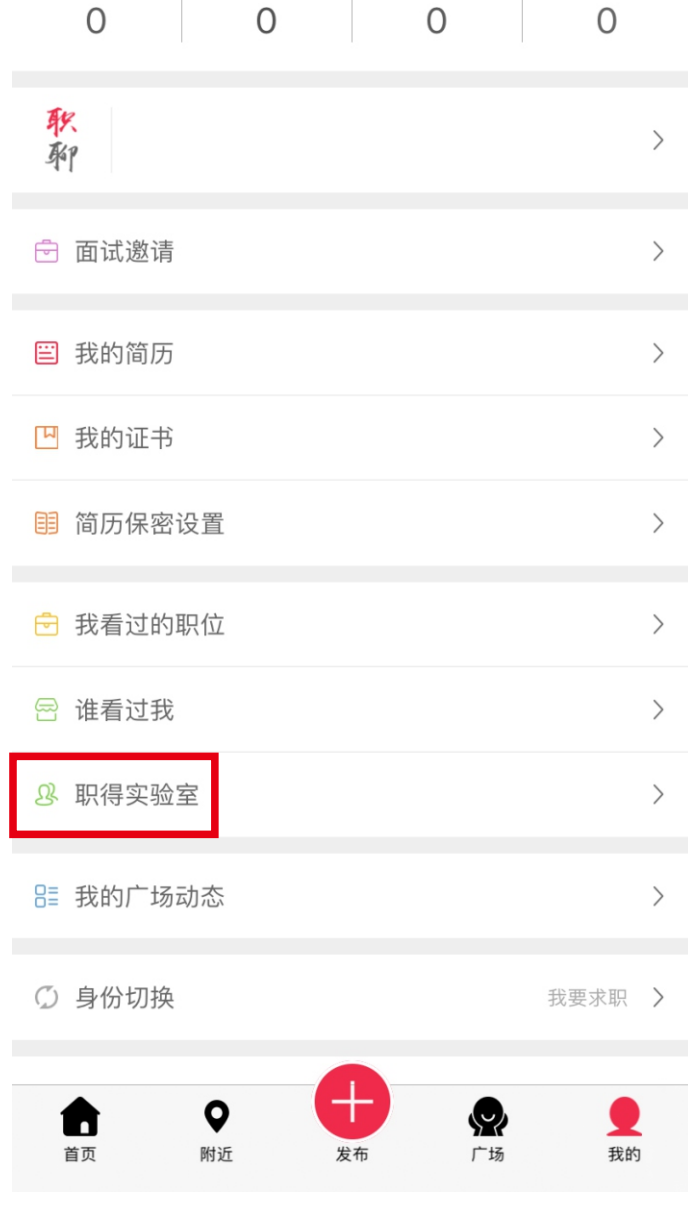 0 0 0 0
职
聊
面试邀请
我的简历
我的证书
简历保密设置
我看过的职位
谁看过我
职得实验室
我的广场动态
身份切换 我要求职
首页 附近 发布 广场 我的